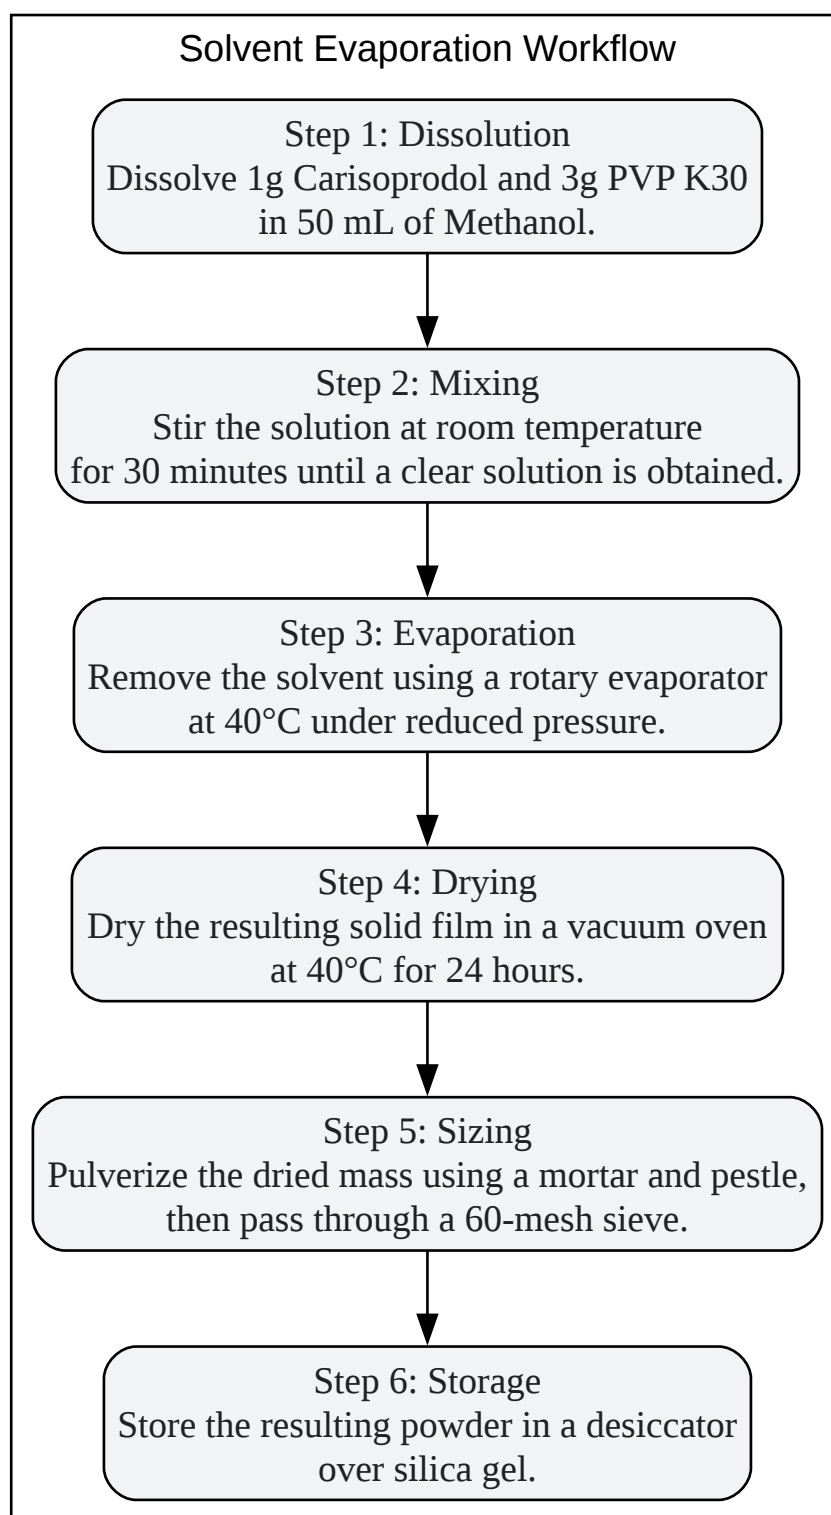 Solvent Evaporation Workflow
Step 1: Dissolution
Dissolve 1g Carisoprodol and 3g PVP K30
in 50 mL of Methanol.
Step 2: Mixing
Stir the solution at room temperature
for 30 minutes until a clear solution is obtained.
Step 3: Evaporation
Remove the solvent using a rotary evaporator
at 40°C under reduced pressure.
Step 4: Drying
Dry the resulting solid film in a vacuum oven
at 40°C for 24 hours.
Step 5: Sizing
Pulverize the dried mass using a mortar and pestle,
then pass through a 60-mesh sieve.
Step 6: Storage
Store the resulting powder in a desiccator
over silica gel.